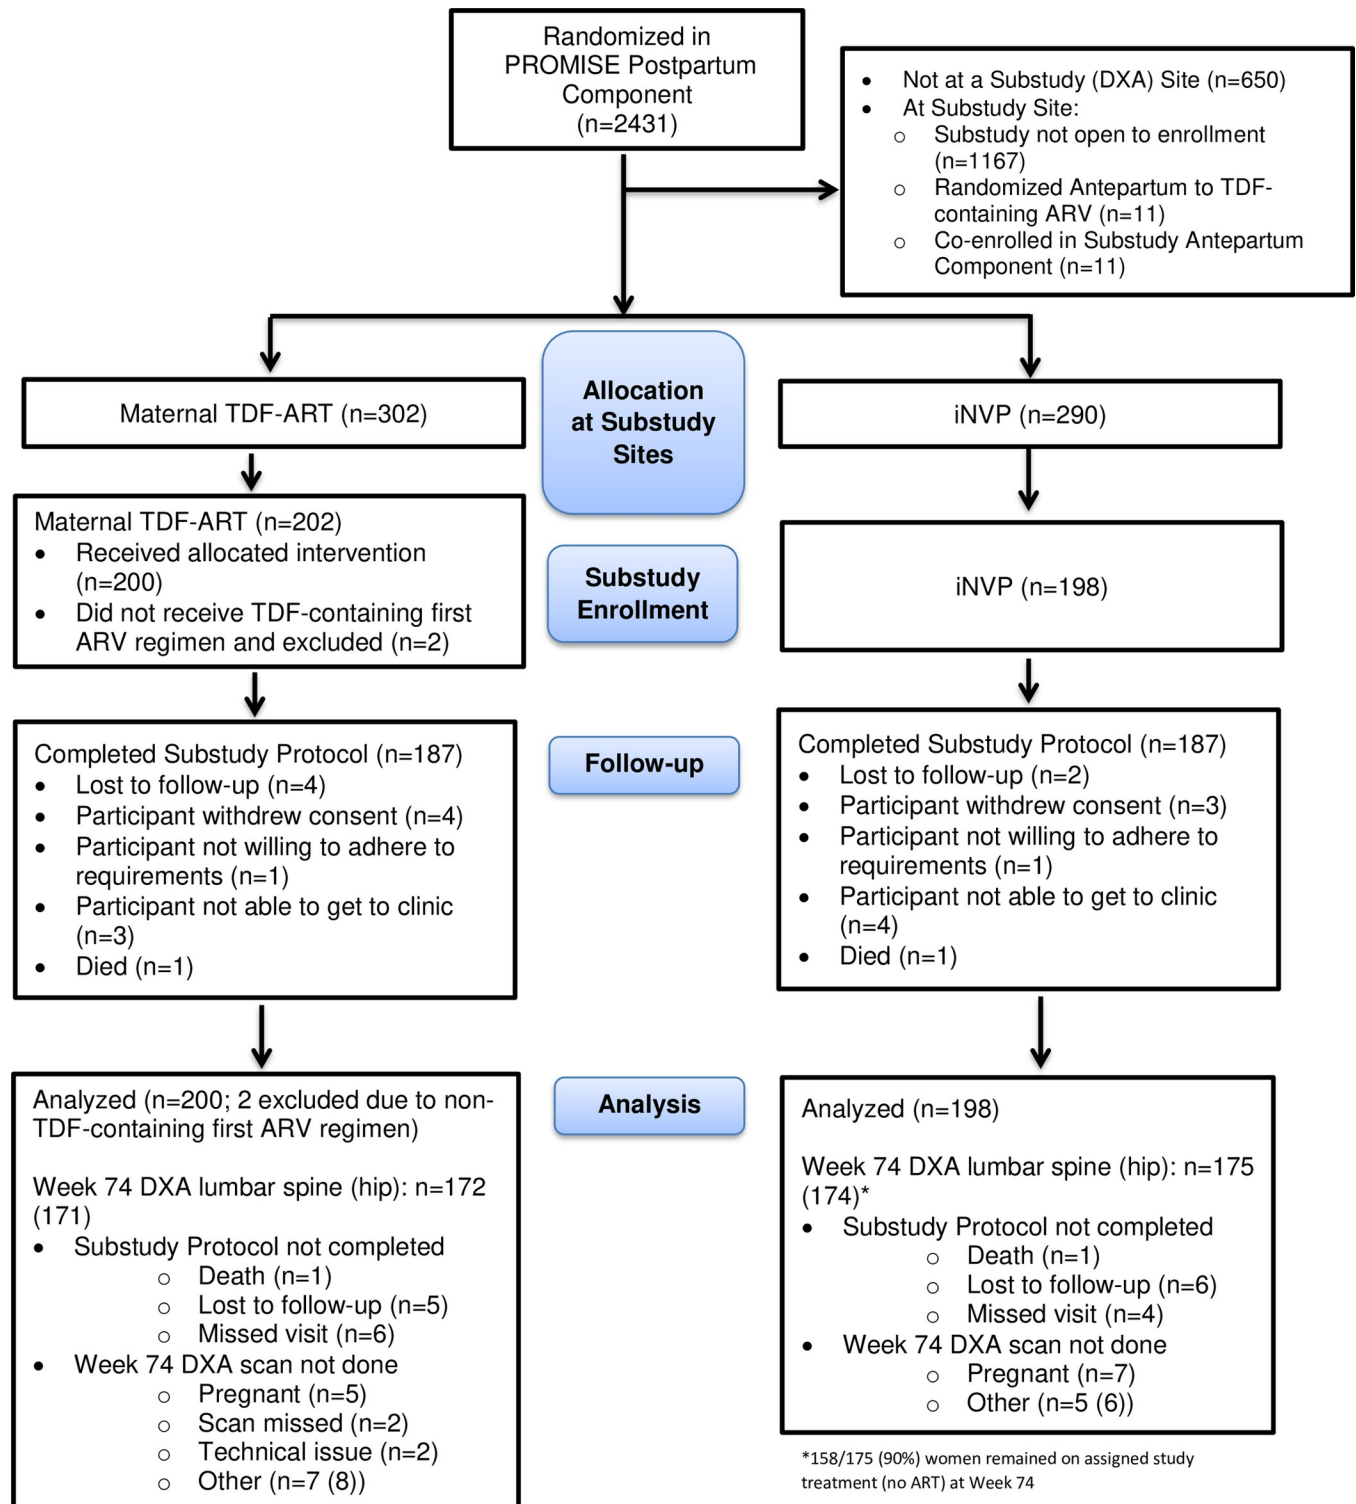 Randomized in
PROMISE Postpartum
Component
(n=2431)
• Not at a Substudy (DXA) Site (n=650)
• At Substudy Site:
o Substudy not open to enrollment
(n=1167)
o Randomized Antepartum to TDF-
containing ARV (n=11)
o Co-enrolled in Substudy Antepartum
Component (n=11)
Maternal TDF-ART (n=302)
Allocation
at Substudy
Sites
iNVP (n=290)
Maternal TDF-ART (n=202)
• Received allocated intervention
(n=200)
• Did not receive TDF-containing first
ARV regimen and excluded (n=2)
Substudy
Enrollment
iNVP (n=198)
Completed Substudy Protocol (n=187)
• Lost to follow-up (n=4)
• Participant withdrew consent (n=4)
• Participant not willing to adhere to
requirements (n=1)
• Participant not able to get to clinic
(n=3)
• Died (n=1)
Follow-up
Completed Substudy Protocol (n=187)
• Lost to follow-up (n=2)
• Participant withdrew consent (n=3)
• Participant not willing to adhere to
requirements (n=1)
• Participant not able to get to clinic
(n=4)
• Died (n=1)
Analyzed (n=200; 2 excluded due to non-
TDF-containing first ARV regimen)
Week 74 DXA lumbar spine (hip): n=172
(171)
• Substudy Protocol not completed
o Death (n=1)
o Lost to follow-up (n=5)
o Missed visit (n=6)
• Week 74 DXA scan not done
o Pregnant (n=5)
o Scan missed (n=2)
o Technical issue (n=2)
o Other (n=7 (8))
Analysis
Analyzed (n=198)
Week 74 DXA lumbar spine (hip): n=175
(174)*
• Substudy Protocol not completed
o Death (n=1)
o Lost to follow-up (n=6)
o Missed visit (n=4)
• Week 74 DXA scan not done
o Pregnant (n=7)
o Other (n=5 (6))
*158/175 (90%) women remained on assigned study
treatment (no ART) at Week 74